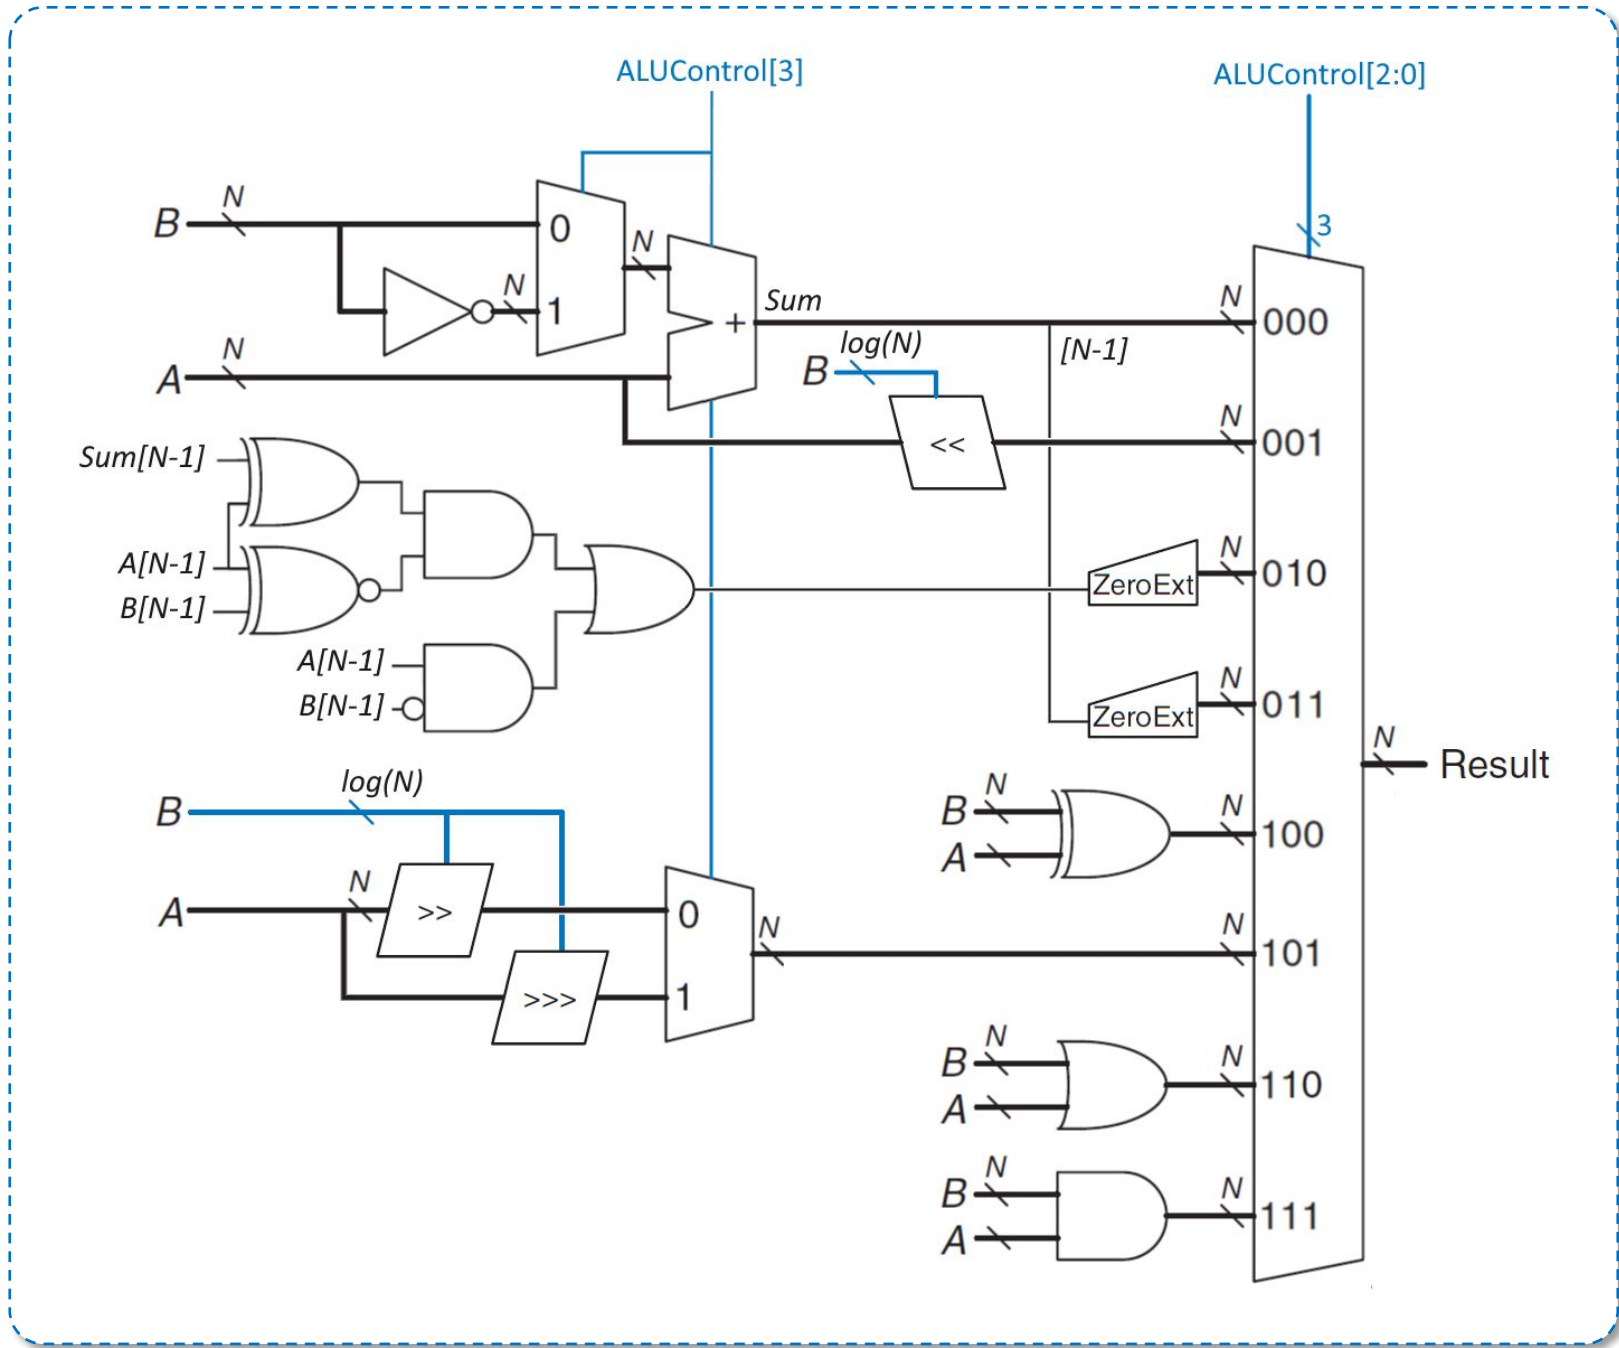 ALUControl[3]
ALUControl[2:0]
B
N
0
N
3
N
1
N
Sum
N
000
+
A
N
B
log(N)
[N-1]
<<
N
001
Sum[N-1]
A[N-1]
B[N-1]
ZeroExt
N
010
A[N-1]
B[N-1]
ZeroExt
N
011
N
Result
B
log(N)
B
N
A
N
100
A
N
>>
0
>>>
1
N
N
101
B
N
A
N
110
B
N
A
N
111